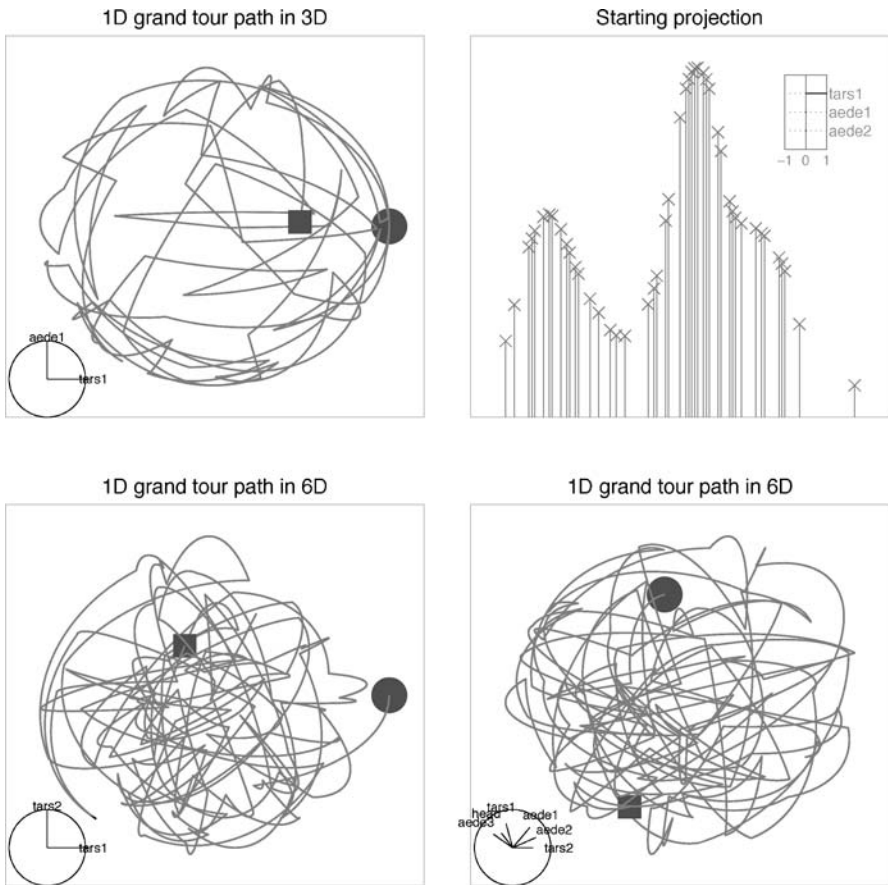 1D grand tour path in 3D
Starting projection
tars1
aede1
aede2
-1 0 1
aede1
tars1
1D grand tour path in 6D
1D grand tour path in 6D
tars2
tars1
tars1
head
aede1
aede3
aede2
tars2